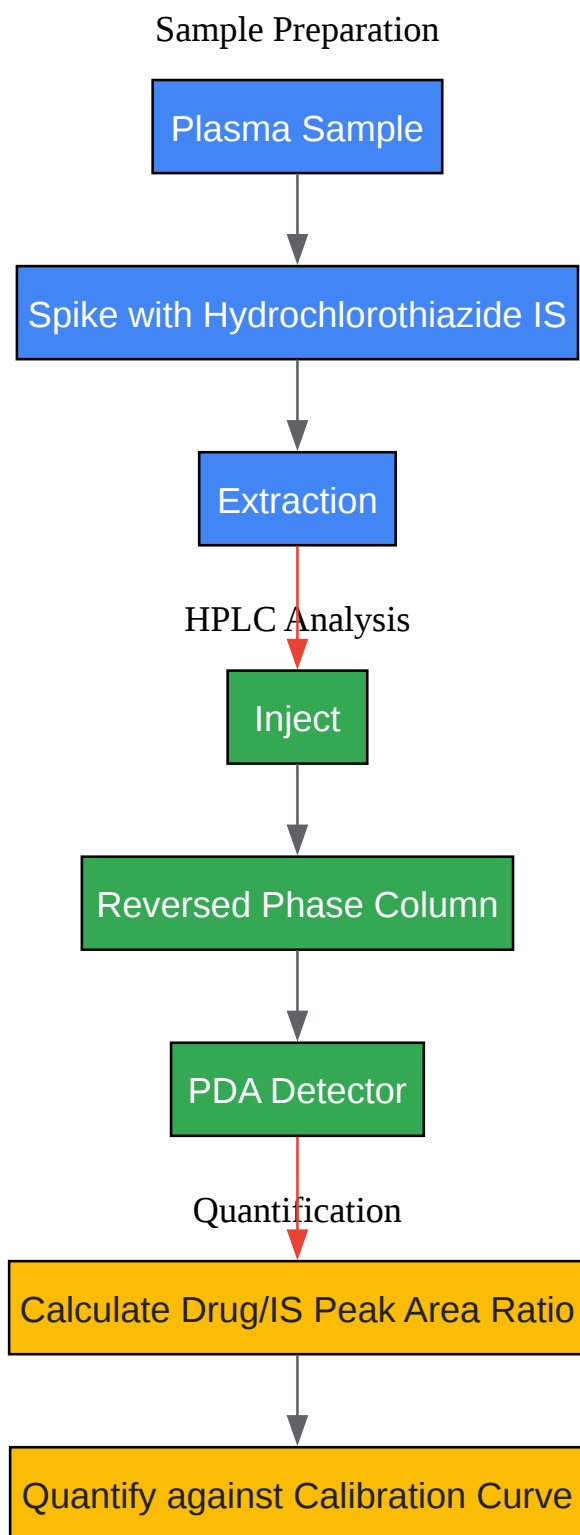 Sample Preparation
Plasma Sample
Spike with Hydrochlorothiazide IS
Extraction
HPLC Analysis
Inject
Reversed Phase Column
PDA Detector
Quantification
Calculate Drug/IS Peak Area Ratio
Quantify against Calibration Curve